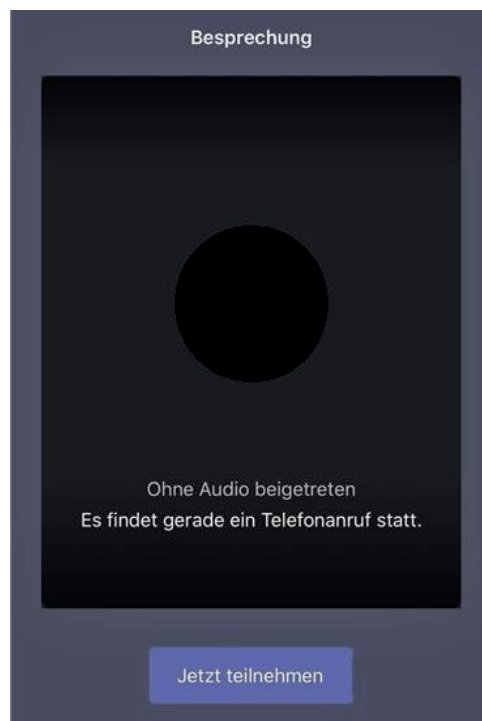 Besprechung
Ohne Audio beigetreten
Es findet gerade ein Telefonanruf statt.
Jetzt teilnehmen